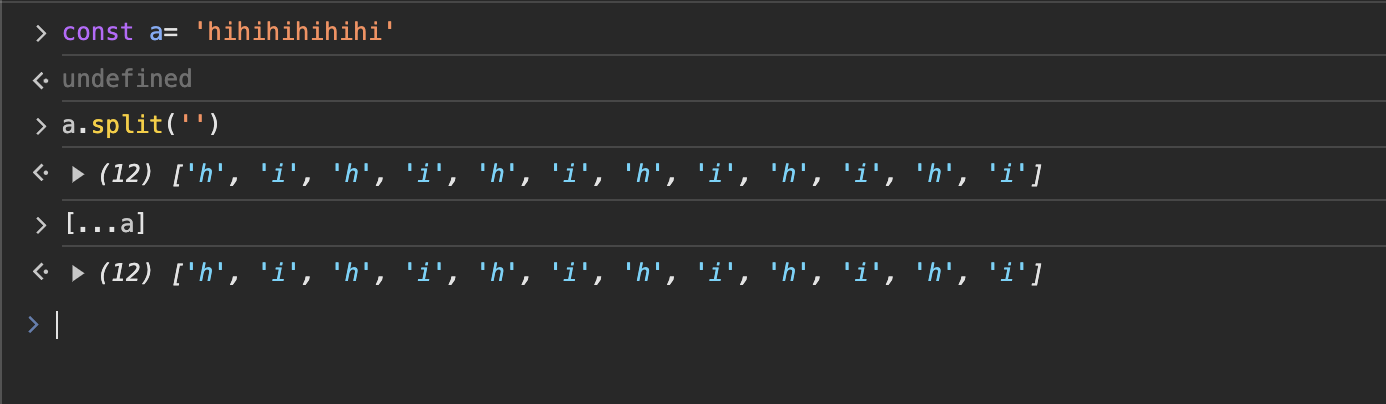 > const a= 'hihihihihihi'
undefined
> a.split('')
(12) ['h', 'i', 'h', 'i', 'h', 'i', 'h', 'i', 'h', 'i', 'h', 'i']
> [...a]
(12) ['h', 'i', 'h', 'i', 'h', 'i', 'h', 'i', 'h', 'i', 'h', 'i']
>